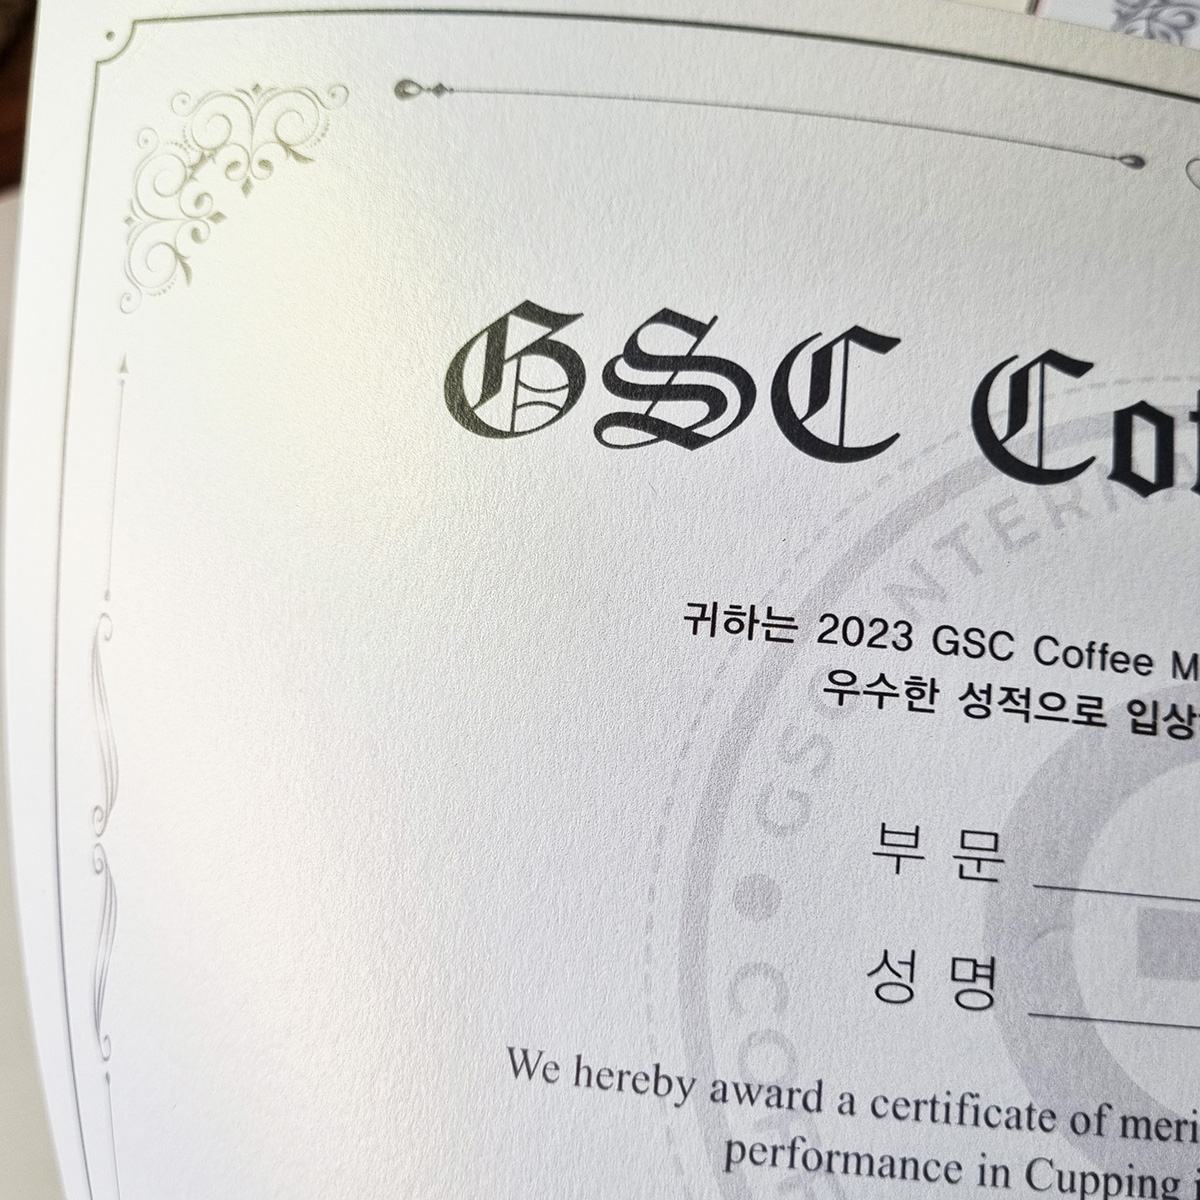 GSC
귀하는 2023 GSC Coffee
우수한 성적으로
부 문
성 명
We hereby award a certificate of
performance in Cupping
GSC